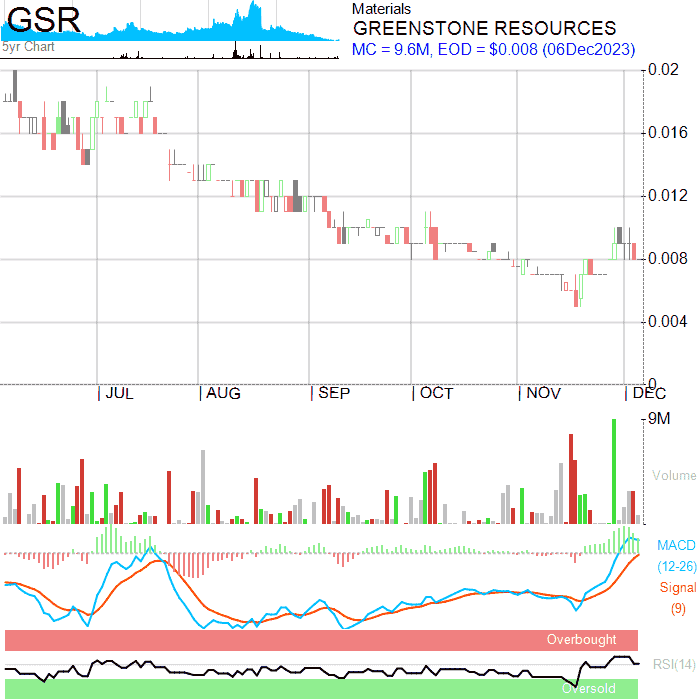 GSR
5yr Chart
Materials
GREENSTONE RESOURCES
MC = 9.6M, EOD = $0.008 (06Dec2023)
0.02
0.016
0.012
0.008
0.004
0
JUL AUG SEP OCT NOV DEC
9M
Volume
MACD
(12-26)
Signal
(9)
Overbought
RSI(14)
Oversold